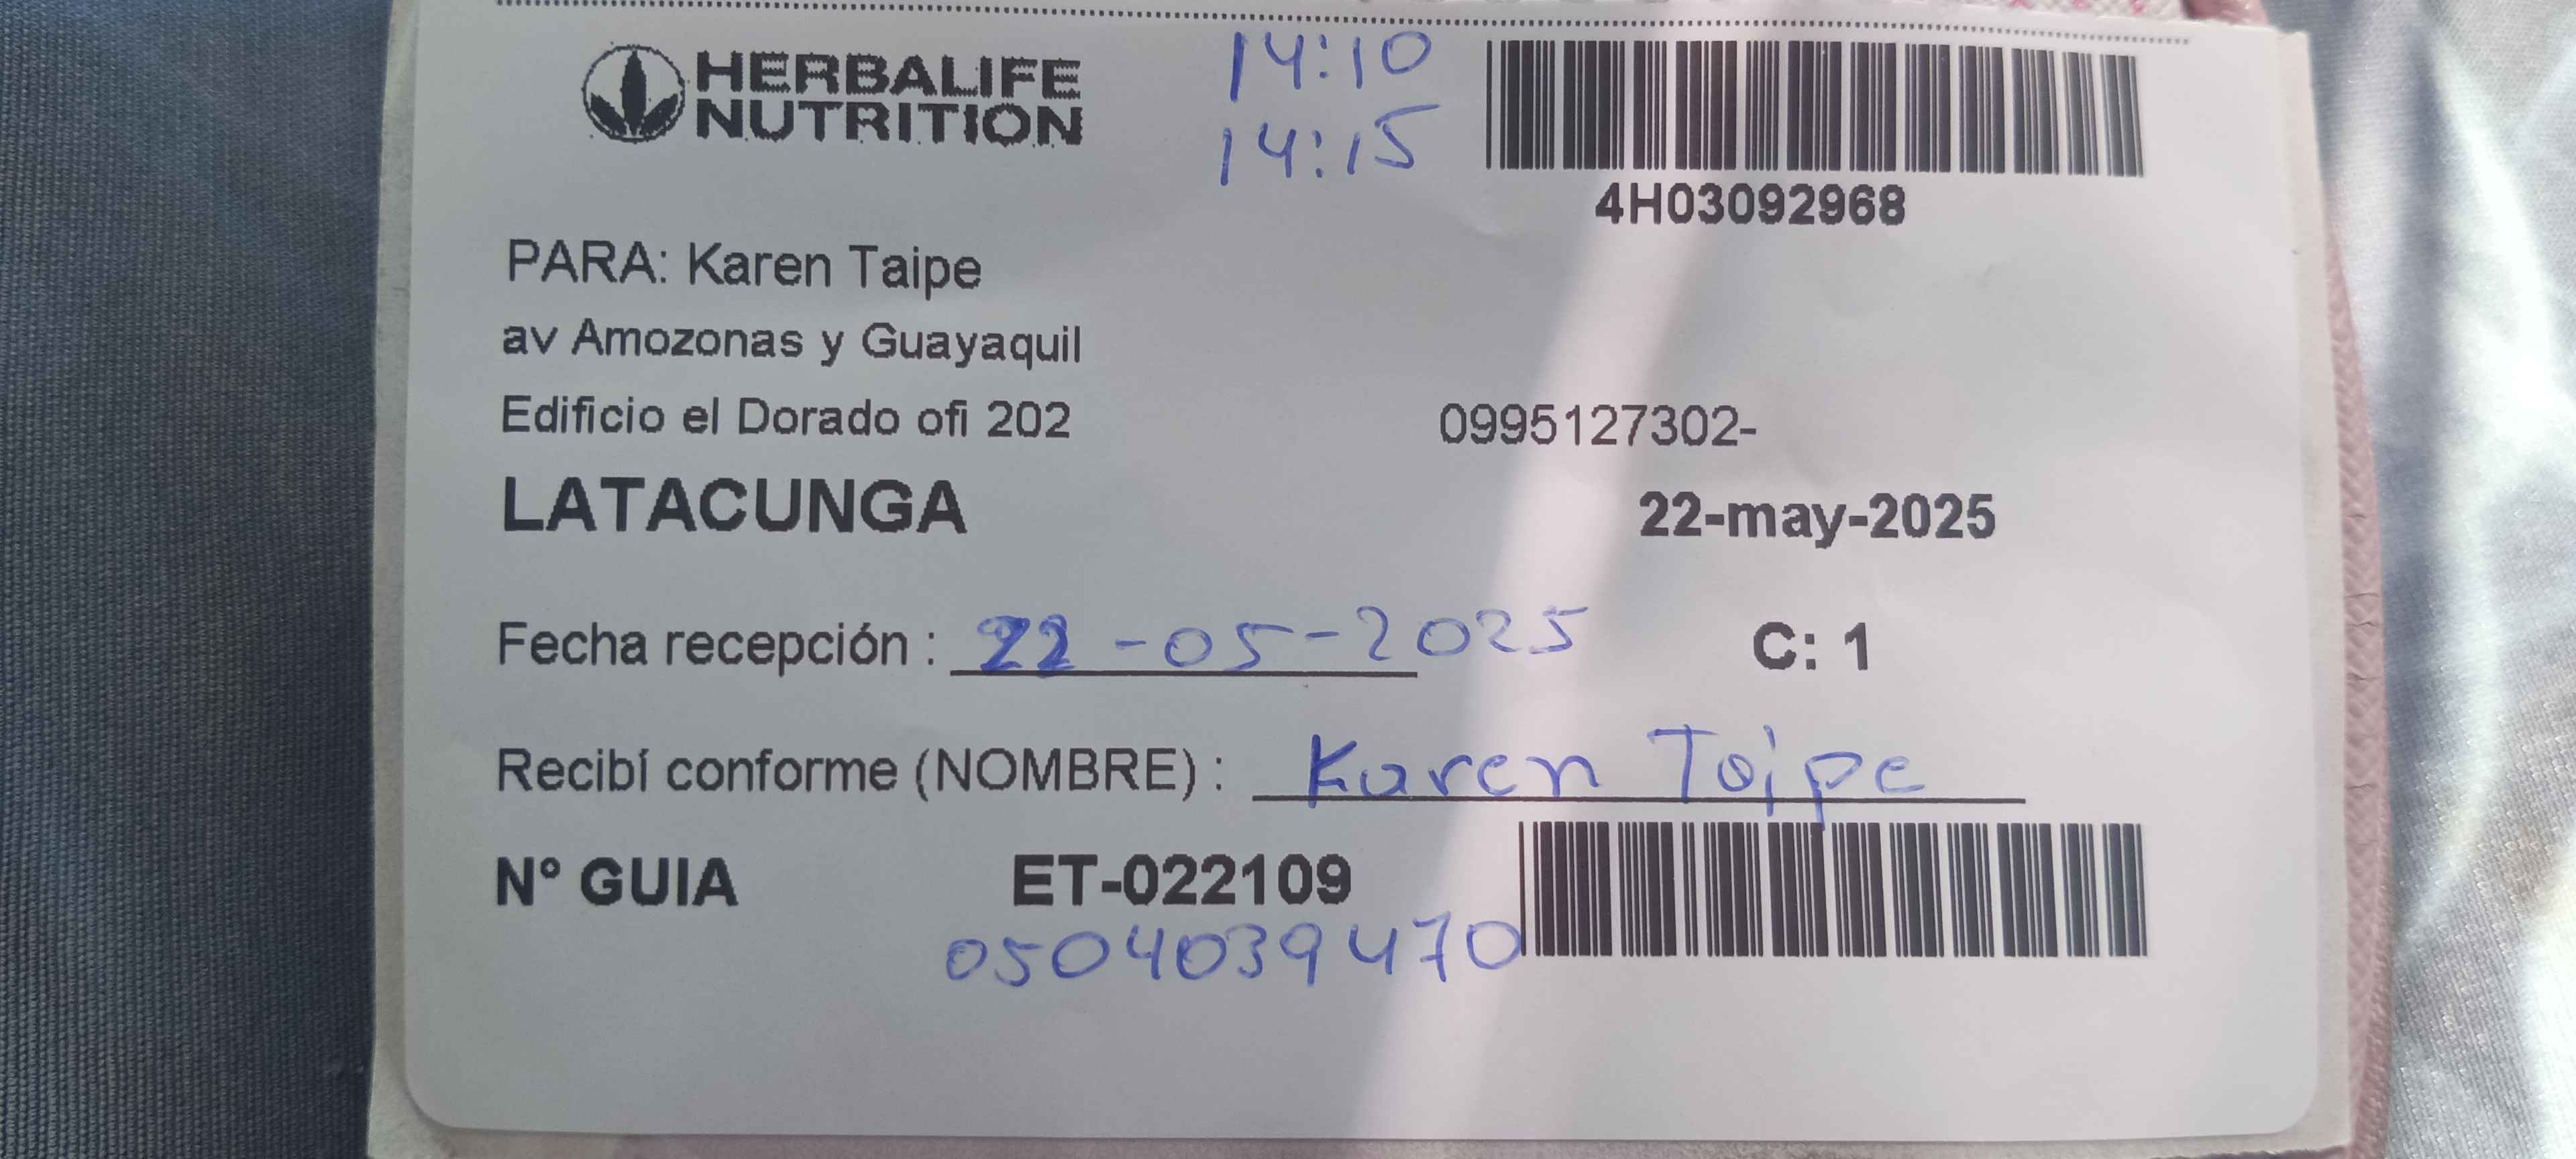 HERBALIFE
NUTRITION
14:10
14:15
4H03092968
PARA: Karen Taipe
av Amozonas y Guayaquil
Edificio el Dorado ofi 202 0995127302-
LATACUNGA 22-may-2025
Fecha recepción : 22-05-2025 C: 1
Recibí conforme (NOMBRE) : Karen Taipe
N° GUIA ET-022109
0504039470